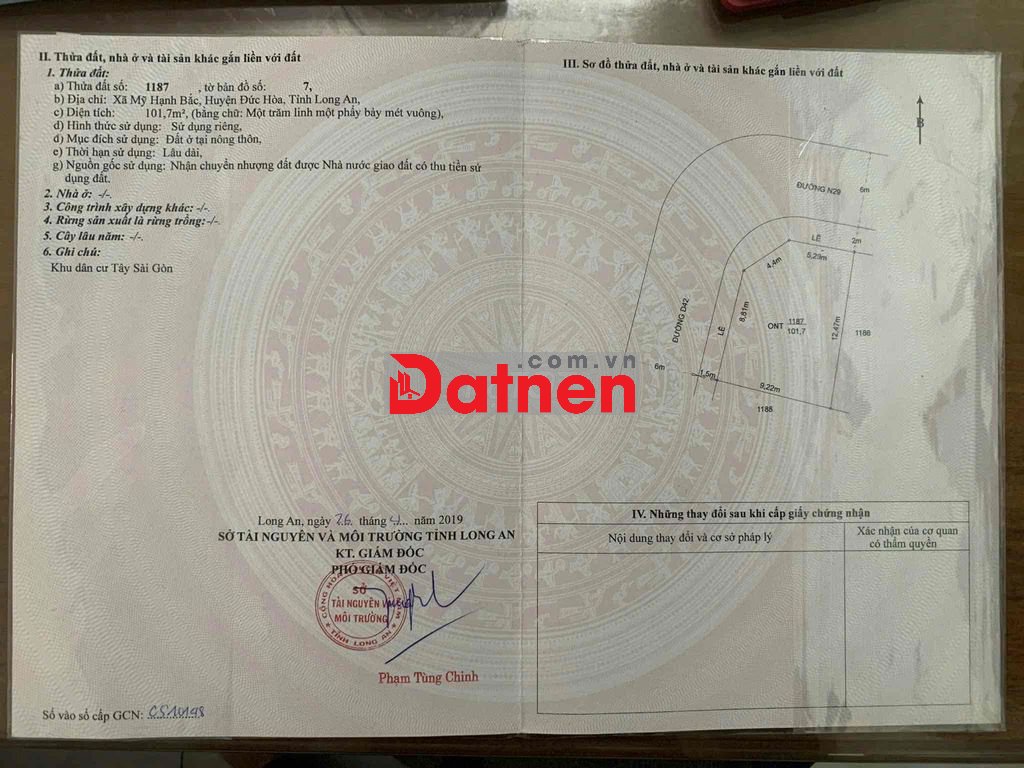 II. Thửa đất, nhà ở và tài sản khác gắn liền với đất
1. Thửa đất:
a) Thửa đất số: 1187 , tờ bản đồ số: 7,
b) Địa chỉ: Xã Mỹ Hạnh Bắc, Huyện Đức Hòa, Tỉnh Long An,
c) Diện tích: 101,7m², (bằng chữ: Một trăm linh một phẩy bảy mét vuông),
d) Hình thức sử dụng: Sử dụng riêng,
đ) Mục đích sử dụng: Đất ở tại nông thôn,
e) Thời hạn sử dụng: Lâu dài,
g) Nguồn gốc sử dụng: Nhận chuyển nhượng đất được Nhà nước giao đất có thu tiền sử
dụng đất.
2. Nhà ở: -/-.
3. Công trình xây dựng khác: -/-.
4. Rừng sản xuất là rừng trồng: -/-.
5. Cây lâu năm: -/-.
6. Ghi chú:
Khu dân cư Tây Sài Gòn
Long An, ngày 26 tháng 4 năm 2019
SỞ TÀI NGUYÊN VÀ MÔI TRƯỜNG TỈNH LONG AN
KT. GIÁM ĐỐC
PHÓ GIÁM ĐỐC
SỞ
TÀI NGUYÊN VÀ
MÔI TRƯỜNG
TỈNH LONG AN
Phạm Tùng Chinh
Số vào sổ cấp GCN: CS14198
III. Sơ đồ thửa đất, nhà ở và tài sản khác gắn liền với đất
B
ĐƯỜNG N29
6m
LÊ
2m
5,29m
4,4m
8,81m
ĐƯỜNG D42
LÊ
ONT
1187
101,7
12,47m
1186
6m
1,5m
9,22m
1188
.com.vn
Datnen
IV. Những thay đổi sau khi cấp giấy chứng nhận
Nội dung thay đổi và cơ sở pháp lý
Xác nhận của cơ quan
có thẩm quyền